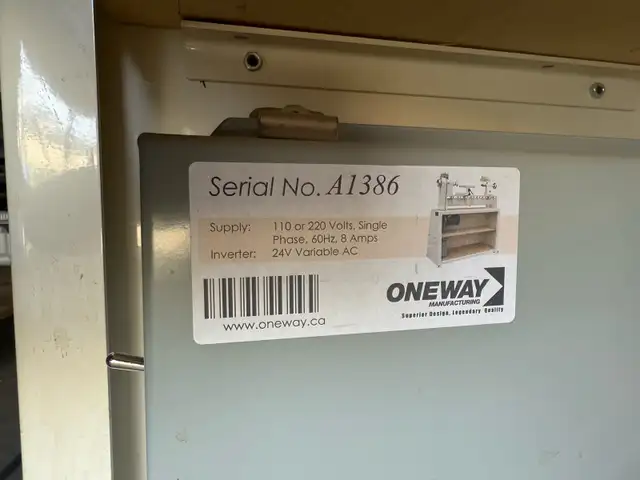 Serial No. A1386
Supply: 110 or 220 Volts, Single
Phase, 60Hz, 8 Amps
Inverter: 24V Variable AC
www.oneway.ca
ONEWAY
MANUFACTURING
Superior Design, Legendary Quality